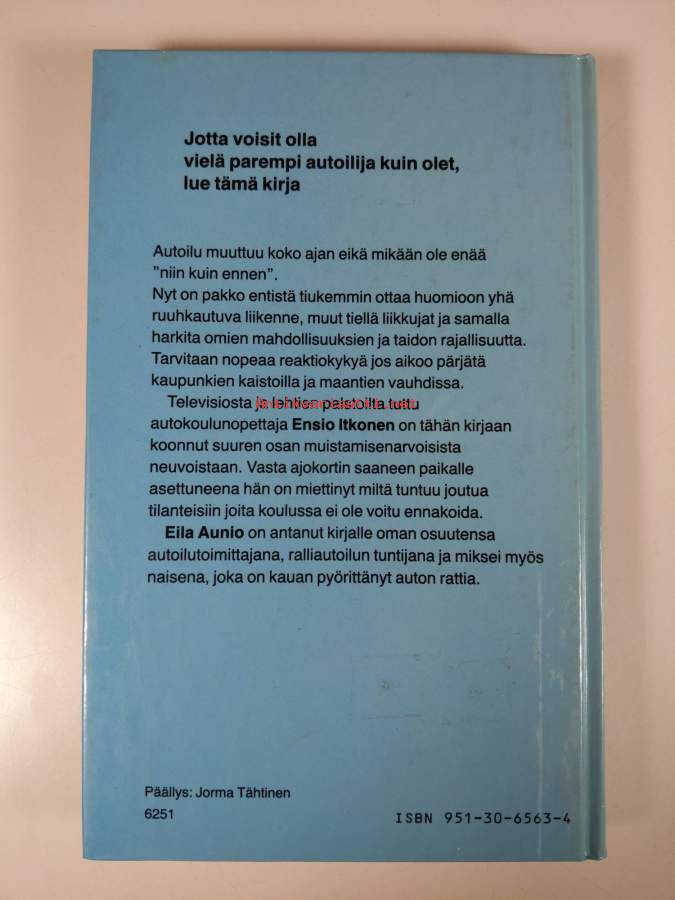 Jotta voisit olla
vielä parempi autoilija kuin olet,
lue tämä kirja
Autoilu muuttuu koko ajan eikä mikään ole enää
”niin kuin ennen”.
Nyt on pakko entistä tiukemmin ottaa huomioon yhä
ruuhkautuva liikenne, muut tiellä liikkujat ja samalla
harkita omien mahdollisuuksien ja taidon rajallisuutta.
Tarvitaan nopeaa reaktiokykyä jos aikoo pärjätä
kaupunkien kaistoilla ja maantien vauhdissa.
Televisiosta ja lehtien palstoilta tuttu
autokoulunopettaja Ensio Itkonen on tähän kirjaan
koonnut suuren osan muistamisenarvoisista
neuvoistaan. Vasta ajokortin saaneen paikalle
asettuneena hän on miettinyt miltä tuntuu joutua
tilanteisiin joita koulussa ei ole voitu ennakoida.
Eila Aunio on antanut kirjalle oman osuutensa
autoilutoimittajana, ralliautoilun tuntijana ja miksei myös
naisena, joka on kauan pyörittänyt auton rattia.
Päällys: Jorma Tähtinen
6251
ISBN 951-30-6563-4